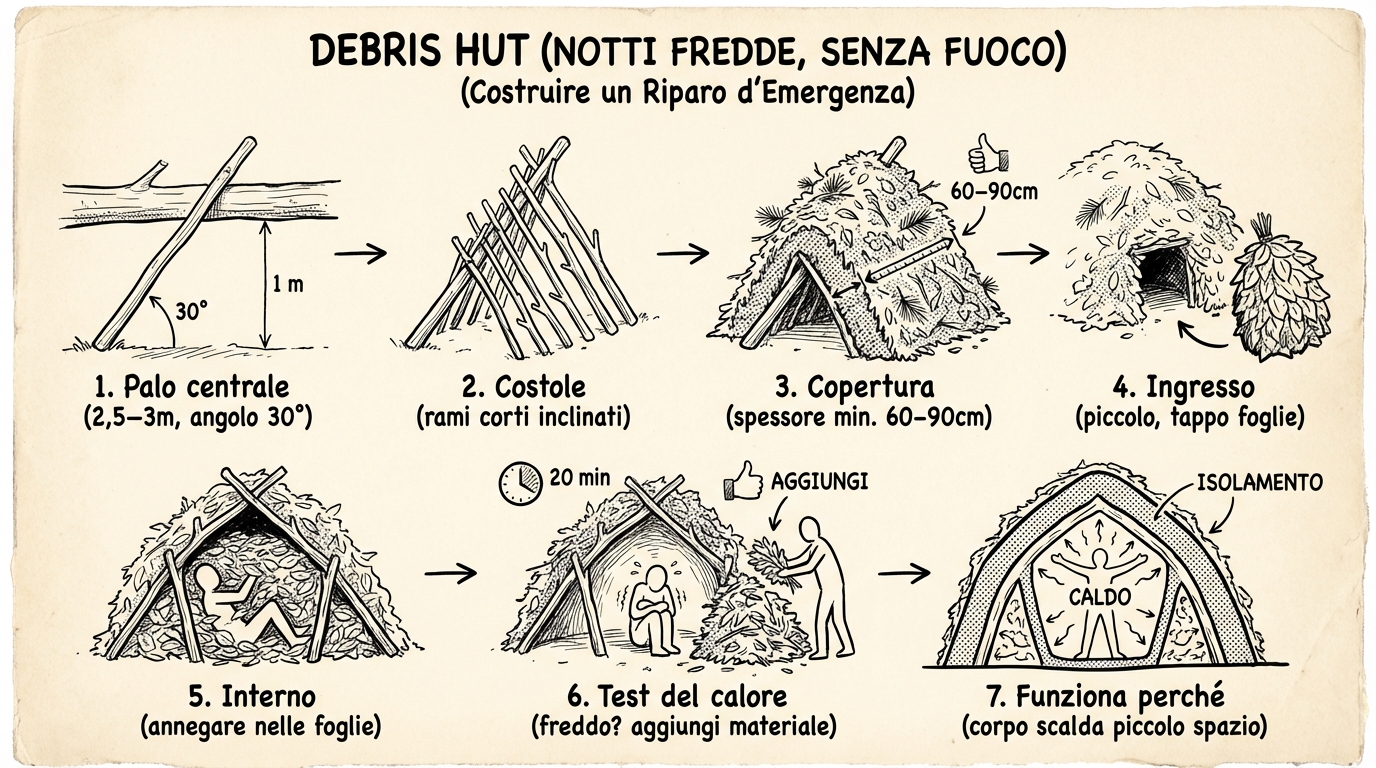 DEBRIS HUT (NOTTI FREDDE, SENZA FUOCO)
(Costruire un Riparo d'Emergenza)
30°
1 m
1. Palo centrale
(2,5–3m, angolo 30°)
2. Costole
(rami corti inclinati)
60–90cm
3. Copertura
(spessore min. 60–90cm)
4. Ingresso
(piccolo, tappo foglie)
5. Interno
(annegare nelle foglie)
20 min
AGGIUNGI
6. Test del calore
(freddo? aggiungi materiale)
ISOLAMENTO
CALDO
7. Funziona perché
(corpo scalda piccolo spazio)